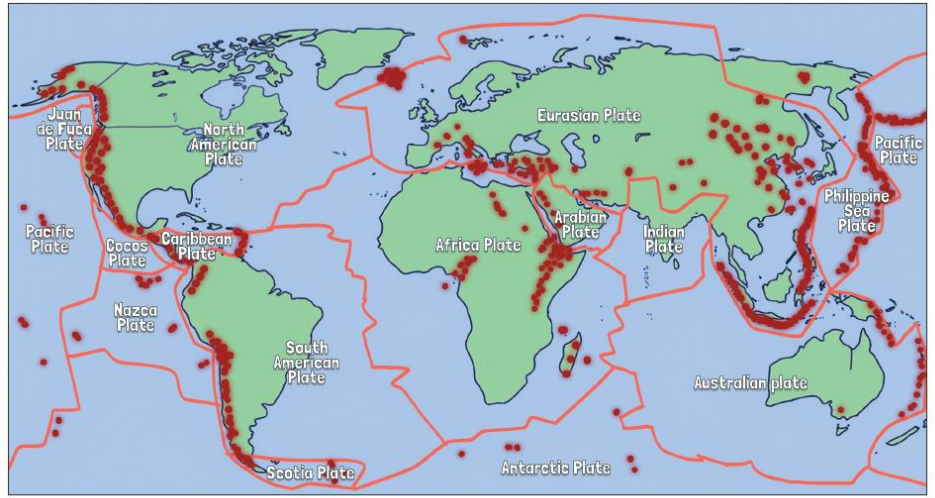 Juan
de Fuca
Plate
North
American
Plate
Eurasian Plate
Pacific
Plate
Philippine
Sea
Plate
Pacific
Plate
Cocos
Plate
Caribbean
Plate
Africa Plate
Arabian
Plate
Indian
Plate
Nazca
Plate
South
American
Plate
Australian plate
Scotia Plate
Antarctic Plate